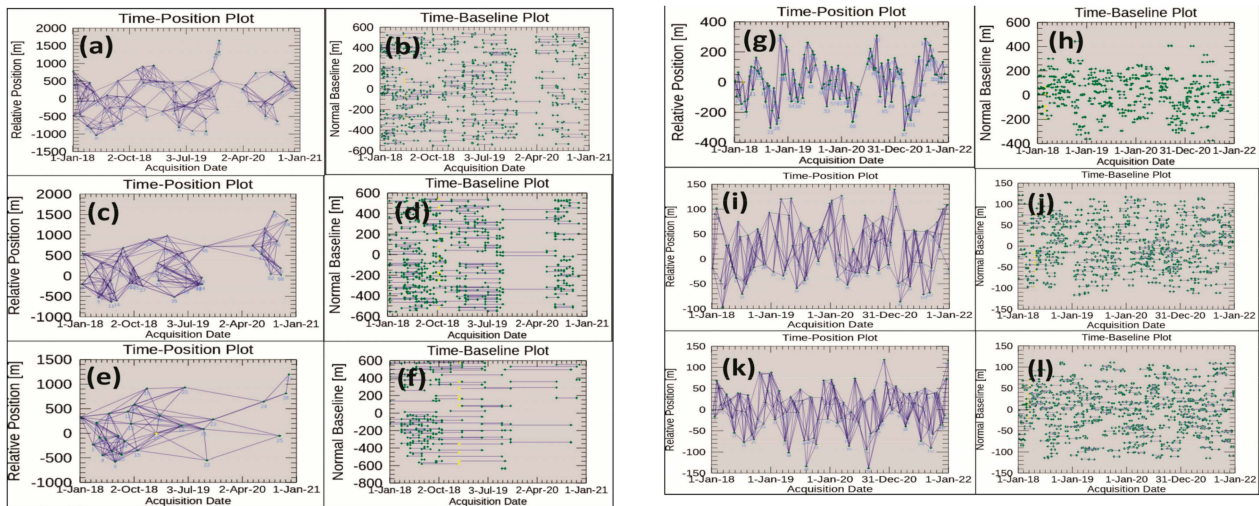 Time-Position Plot
(a)
Relative Position [m]
2000
1500
1000
500
0
-500
-1000
1500
1-Jan-18 2-Oct-18 3-Jul-19 2-Apr-20 1-Jan-21
Acquisition Date
Time-Baseline Plot
(b)
Normal Baseline [m]
600
400
200
0
-200
-400
-600
1-Jan-18 2-Oct-18 3-Jul-19 2-Apr-20 1-Jan-21
Acquisition Date
Time-Position Plot
(c)
Relative Position [m]
2000
1500
1000
500
0
-500
-1000
1-Jan-18 2-Oct-18 3-Jul-19 2-Apr-20 1-Jan-21
Acquisition Date
Time-Baseline Plot
(d)
Normal Baseline [m]
600
400
200
0
-200
-400
-600
1-Jan-18 2-Oct-18 3-Jul-19 2-Apr-20 1-Jan-21
Acquisition Date
Time-Position Plot
(e)
Relative Position [m]
1500
1000
500
0
-500
-1000
1-Jan-18 2-Oct-18 3-Jul-19 2-Apr-20 1-Jan-21
Acquisition Date
Time-Baseline Plot
(f)
Normal Baseline [m]
600
400
200
0
-200
-400
-600
-800
1-Jan-18 2-Oct-18 3-Jul-19 2-Apr-20 1-Jan-21
Acquisition Date
Time-Position Plot
(g)
Relative Position [m]
400
200
0
-200
-400
1-Jan-18 1-Jan-19 1-Jan-20 31-Dec-20 1-Jan-22
Acquisition Date
Time-Baseline Plot
(h)
Normal Baseline [m]
600
400
200
0
-200
-400
1-Jan-18 1-Jan-19 1-Jan-20 31-Dec-20 1-Jan-22
Acquisition Date
Time-Position Plot
(i)
Relative Position [m]
150
100
50
0
50
100
1-Jan-18 1-Jan-19 1-Jan-20 31-Dec-20 1-Jan-22
Acquisition Date
Time-Baseline Plot
(j)
Normal Baseline [m]
150
100
50
0
-50
-100
-150
1-Jan-18 1-Jan-19 1-Jan-20 31-Dec-20 1-Jan-22
Acquisition Date
Time-Position Plot
(k)
Relative Position [m]
150
100
50
0
-50
-100
-150
1-Jan-18 1-Jan-19 1-Jan-20 31-Dec-20 1-Jan-22
Acquisition Date
Time-Baseline Plot
(l)
Normal Baseline [m]
150
100
50
0
-50
-100
-150
1-Jan-18 1-Jan-19 1-Jan-20 31-Dec-20 1-Jan-22
Acquisition Date